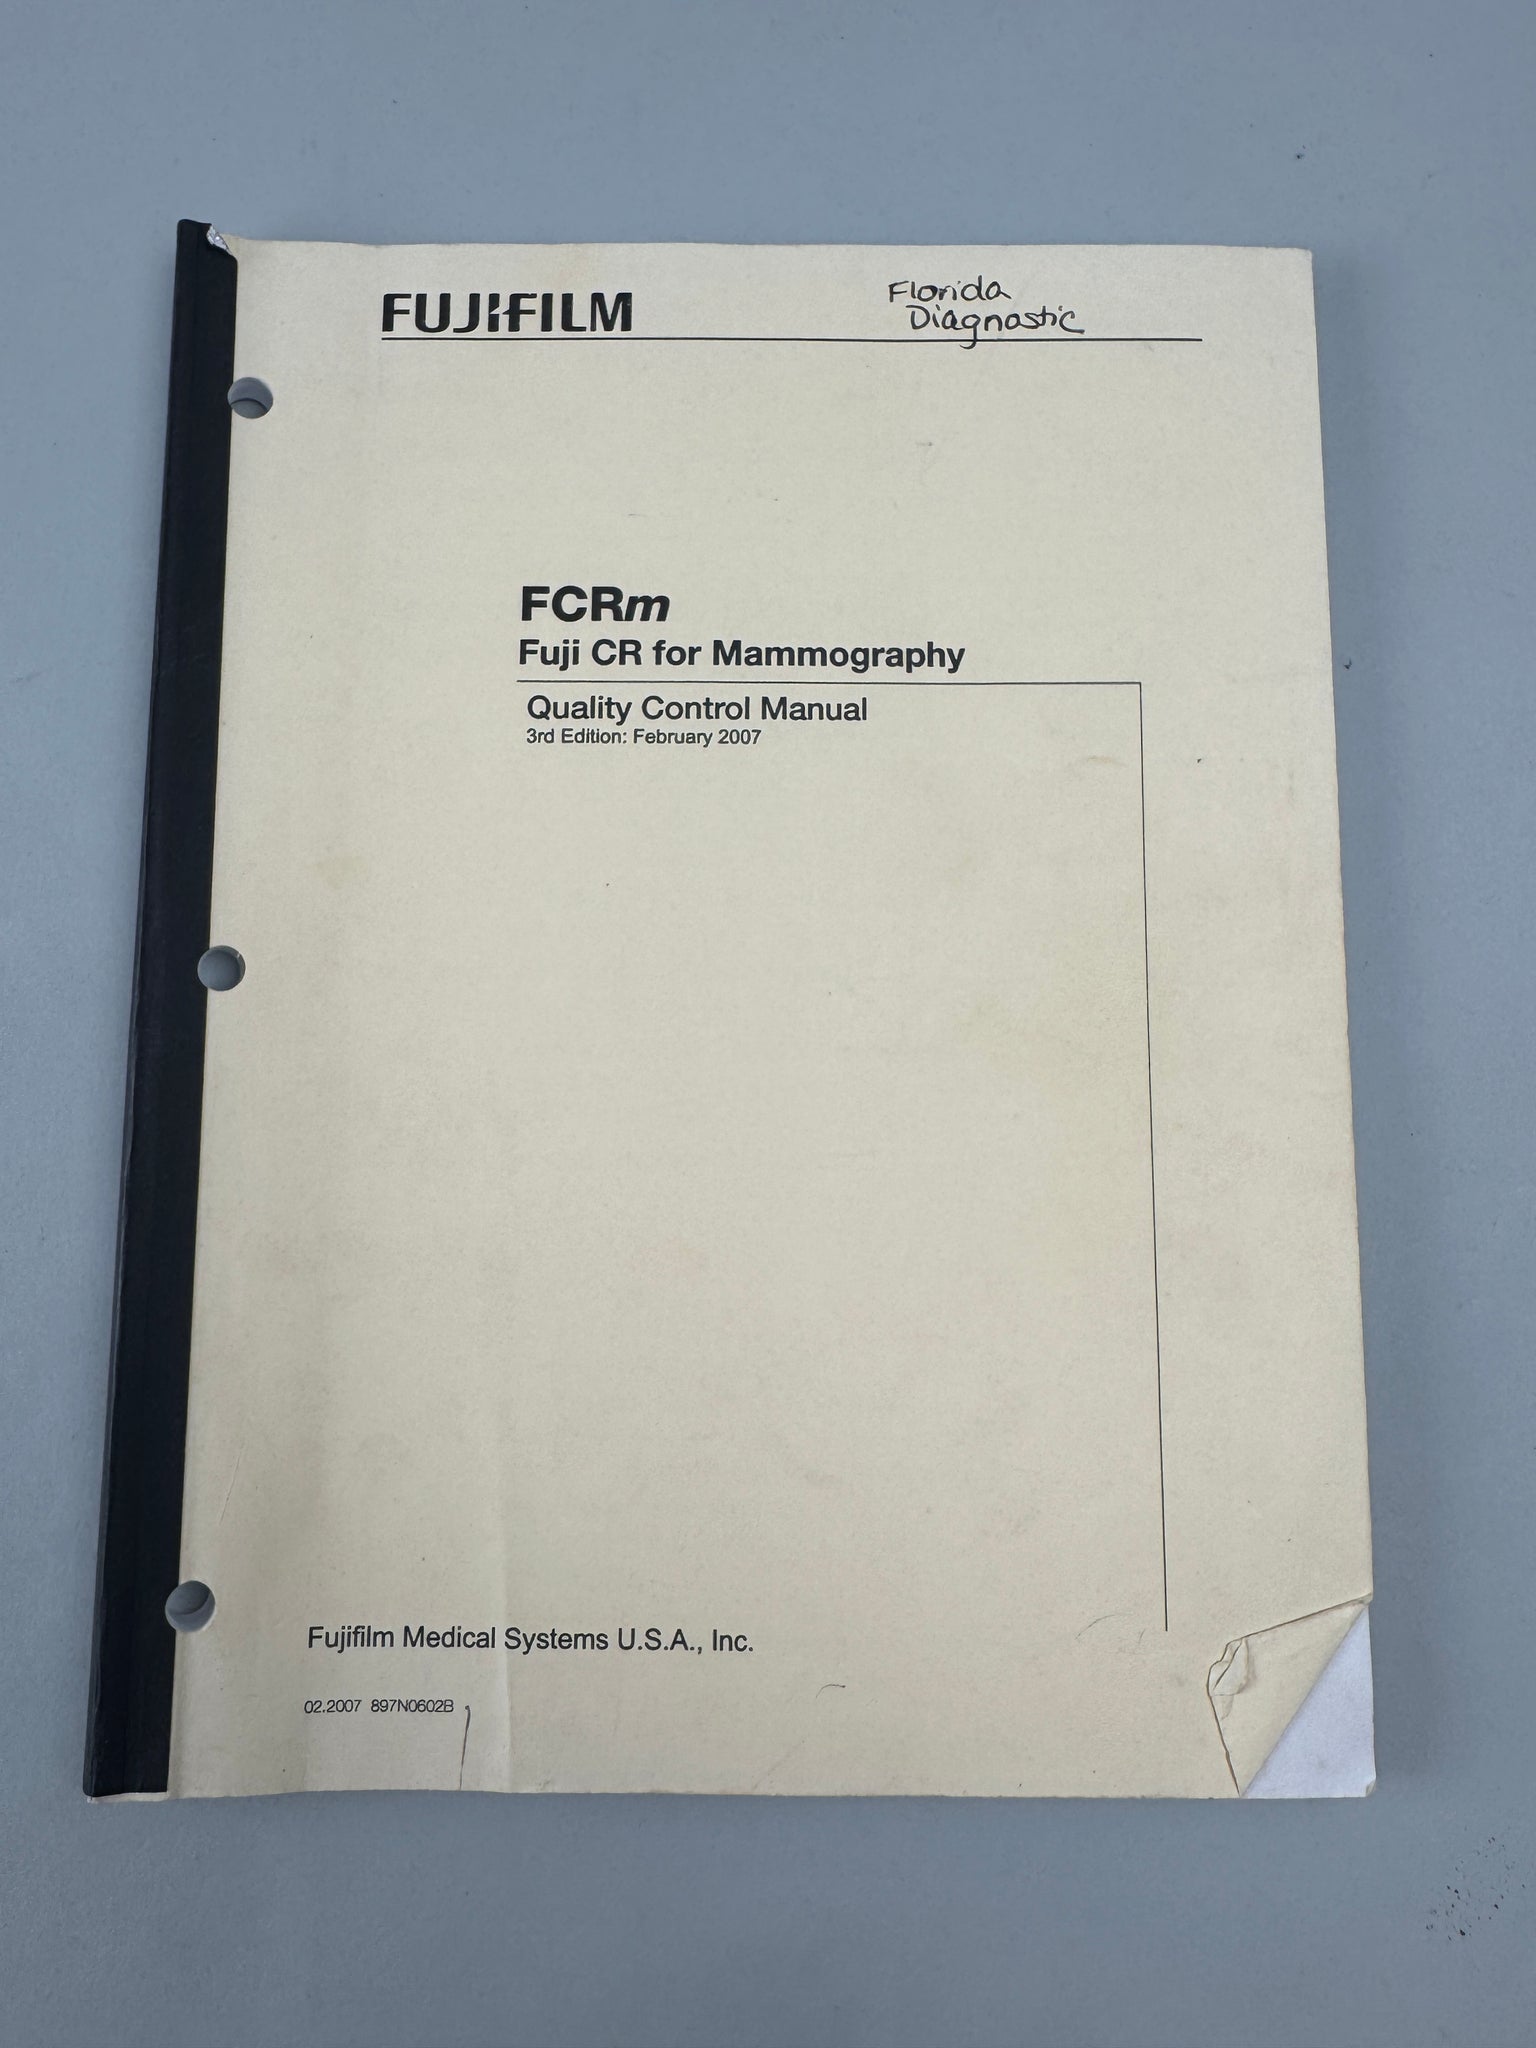 FUJIFILM
Florida
Diagnostic
FCRm
Fuji CR for Mammography
Quality Control Manual
3rd Edition: February 2007
Fujifilm Medical Systems U.S.A., Inc.
02.2007 897N0602B